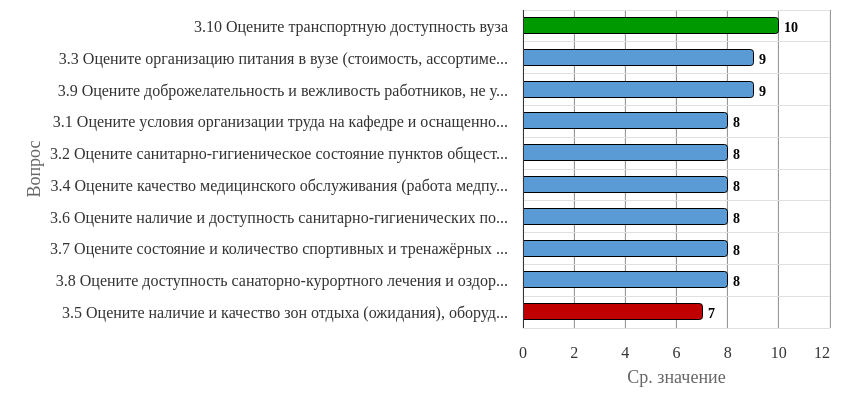 3.10 Оцените транспортную доступность вуза 10
3.3 Оцените организацию питания в вузе (стоимость, ассортиме... 9
3.9 Оцените доброжелательность и вежливость работников, не у... 9
3.1 Оцените условия организации труда на кафедре и оснащенно... 8
3.2 Оцените санитарно-гигиеническое состояние пунктов общест... 8
3.4 Оцените качество медицинского обслуживания (работа медпу... 8
3.6 Оцените наличие и доступность санитарно-гигиенических по... 8
3.7 Оцените состояние и количество спортивных и тренажёрных ... 8
3.8 Оцените доступность санаторно-курортного лечения и оздор... 8
3.5 Оцените наличие и качество зон отдыха (ожидания), оборуд... 7
Вопрос
0 2 4 6 8 10 12
Ср. значение